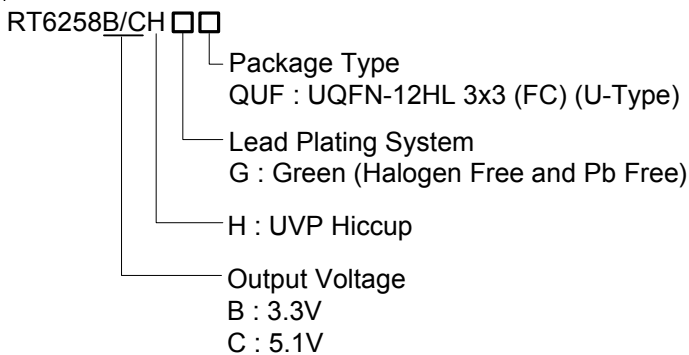 RT6258B/CH □□
Package Type
QUF : UQFN-12HL 3x3 (FC) (U-Type)
Lead Plating System
G : Green (Halogen Free and Pb Free)
H : UVP Hiccup
Output Voltage
B : 3.3V
C : 5.1V